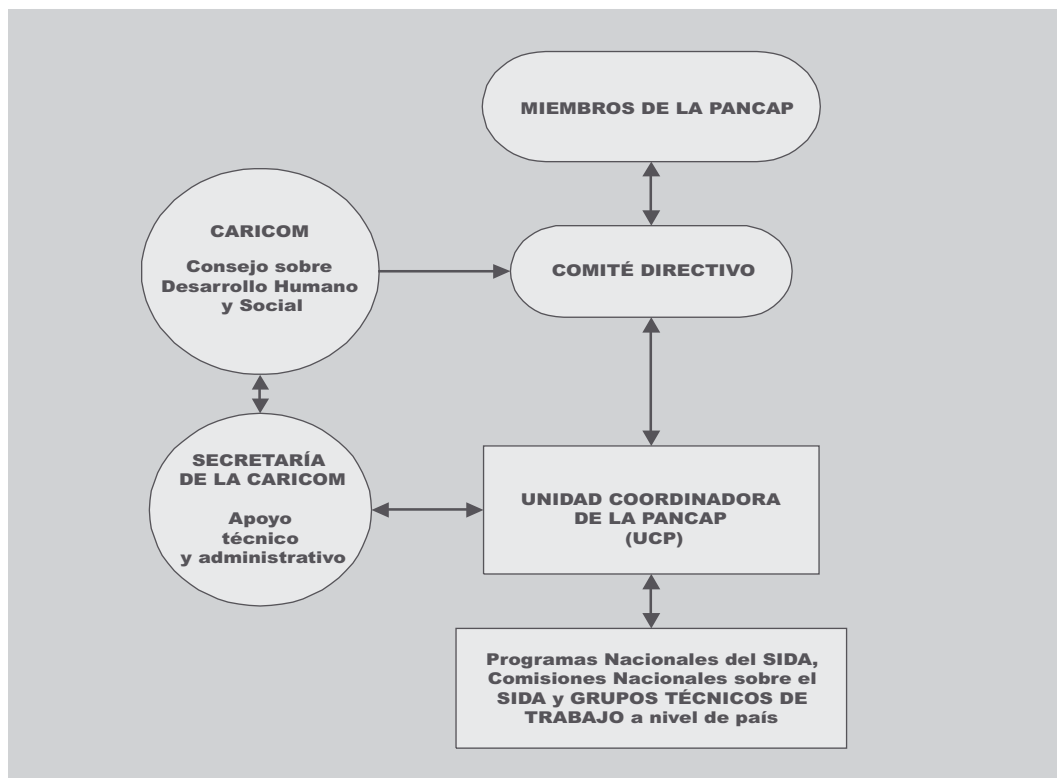 MIEMBROS DE LA PANCAP
CARICOM
Consejo sobre
Desarrollo Humano
y Social
COMITÉ DIRECTIVO
SECRETARÍA
DE LA CARICOM
Apoyo
técnico
y administrativo
UNIDAD COORDINADORA
DE LA PANCAP
(UCP)
Programas Nacionales del SIDA,
Comisiones Nacionales sobre el
SIDA y GRUPOS TÉCNICOS DE
TRABAJO a nivel de país